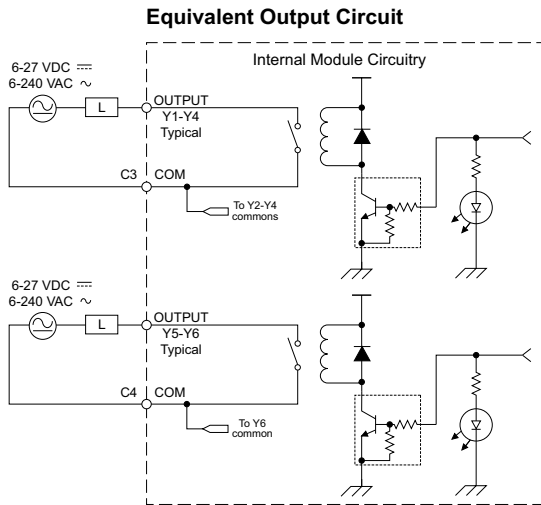 Equivalent Output Circuit
Internal Module Circuitry
6-27 VDC ⎓
6-240 VAC ∿
L
OUTPUT
Y1-Y4
Typical
C3
COM
To Y2-Y4
commons
6-27 VDC ⎓
6-240 VAC ∿
L
OUTPUT
Y5-Y6
Typical
C4
COM
To Y6
common